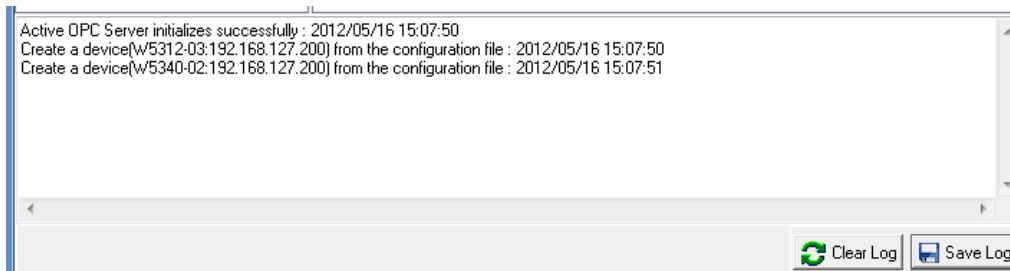 Active OPC Server initializes successfully : 2012/05/16 15:07:50
Create a device(W5312-03:192.168.127.200) from the configuration file : 2012/05/16 15:07:50
Create a device(W5340-02:192.168.127.200) from the configuration file : 2012/05/16 15:07:51
Clear Log Save Log